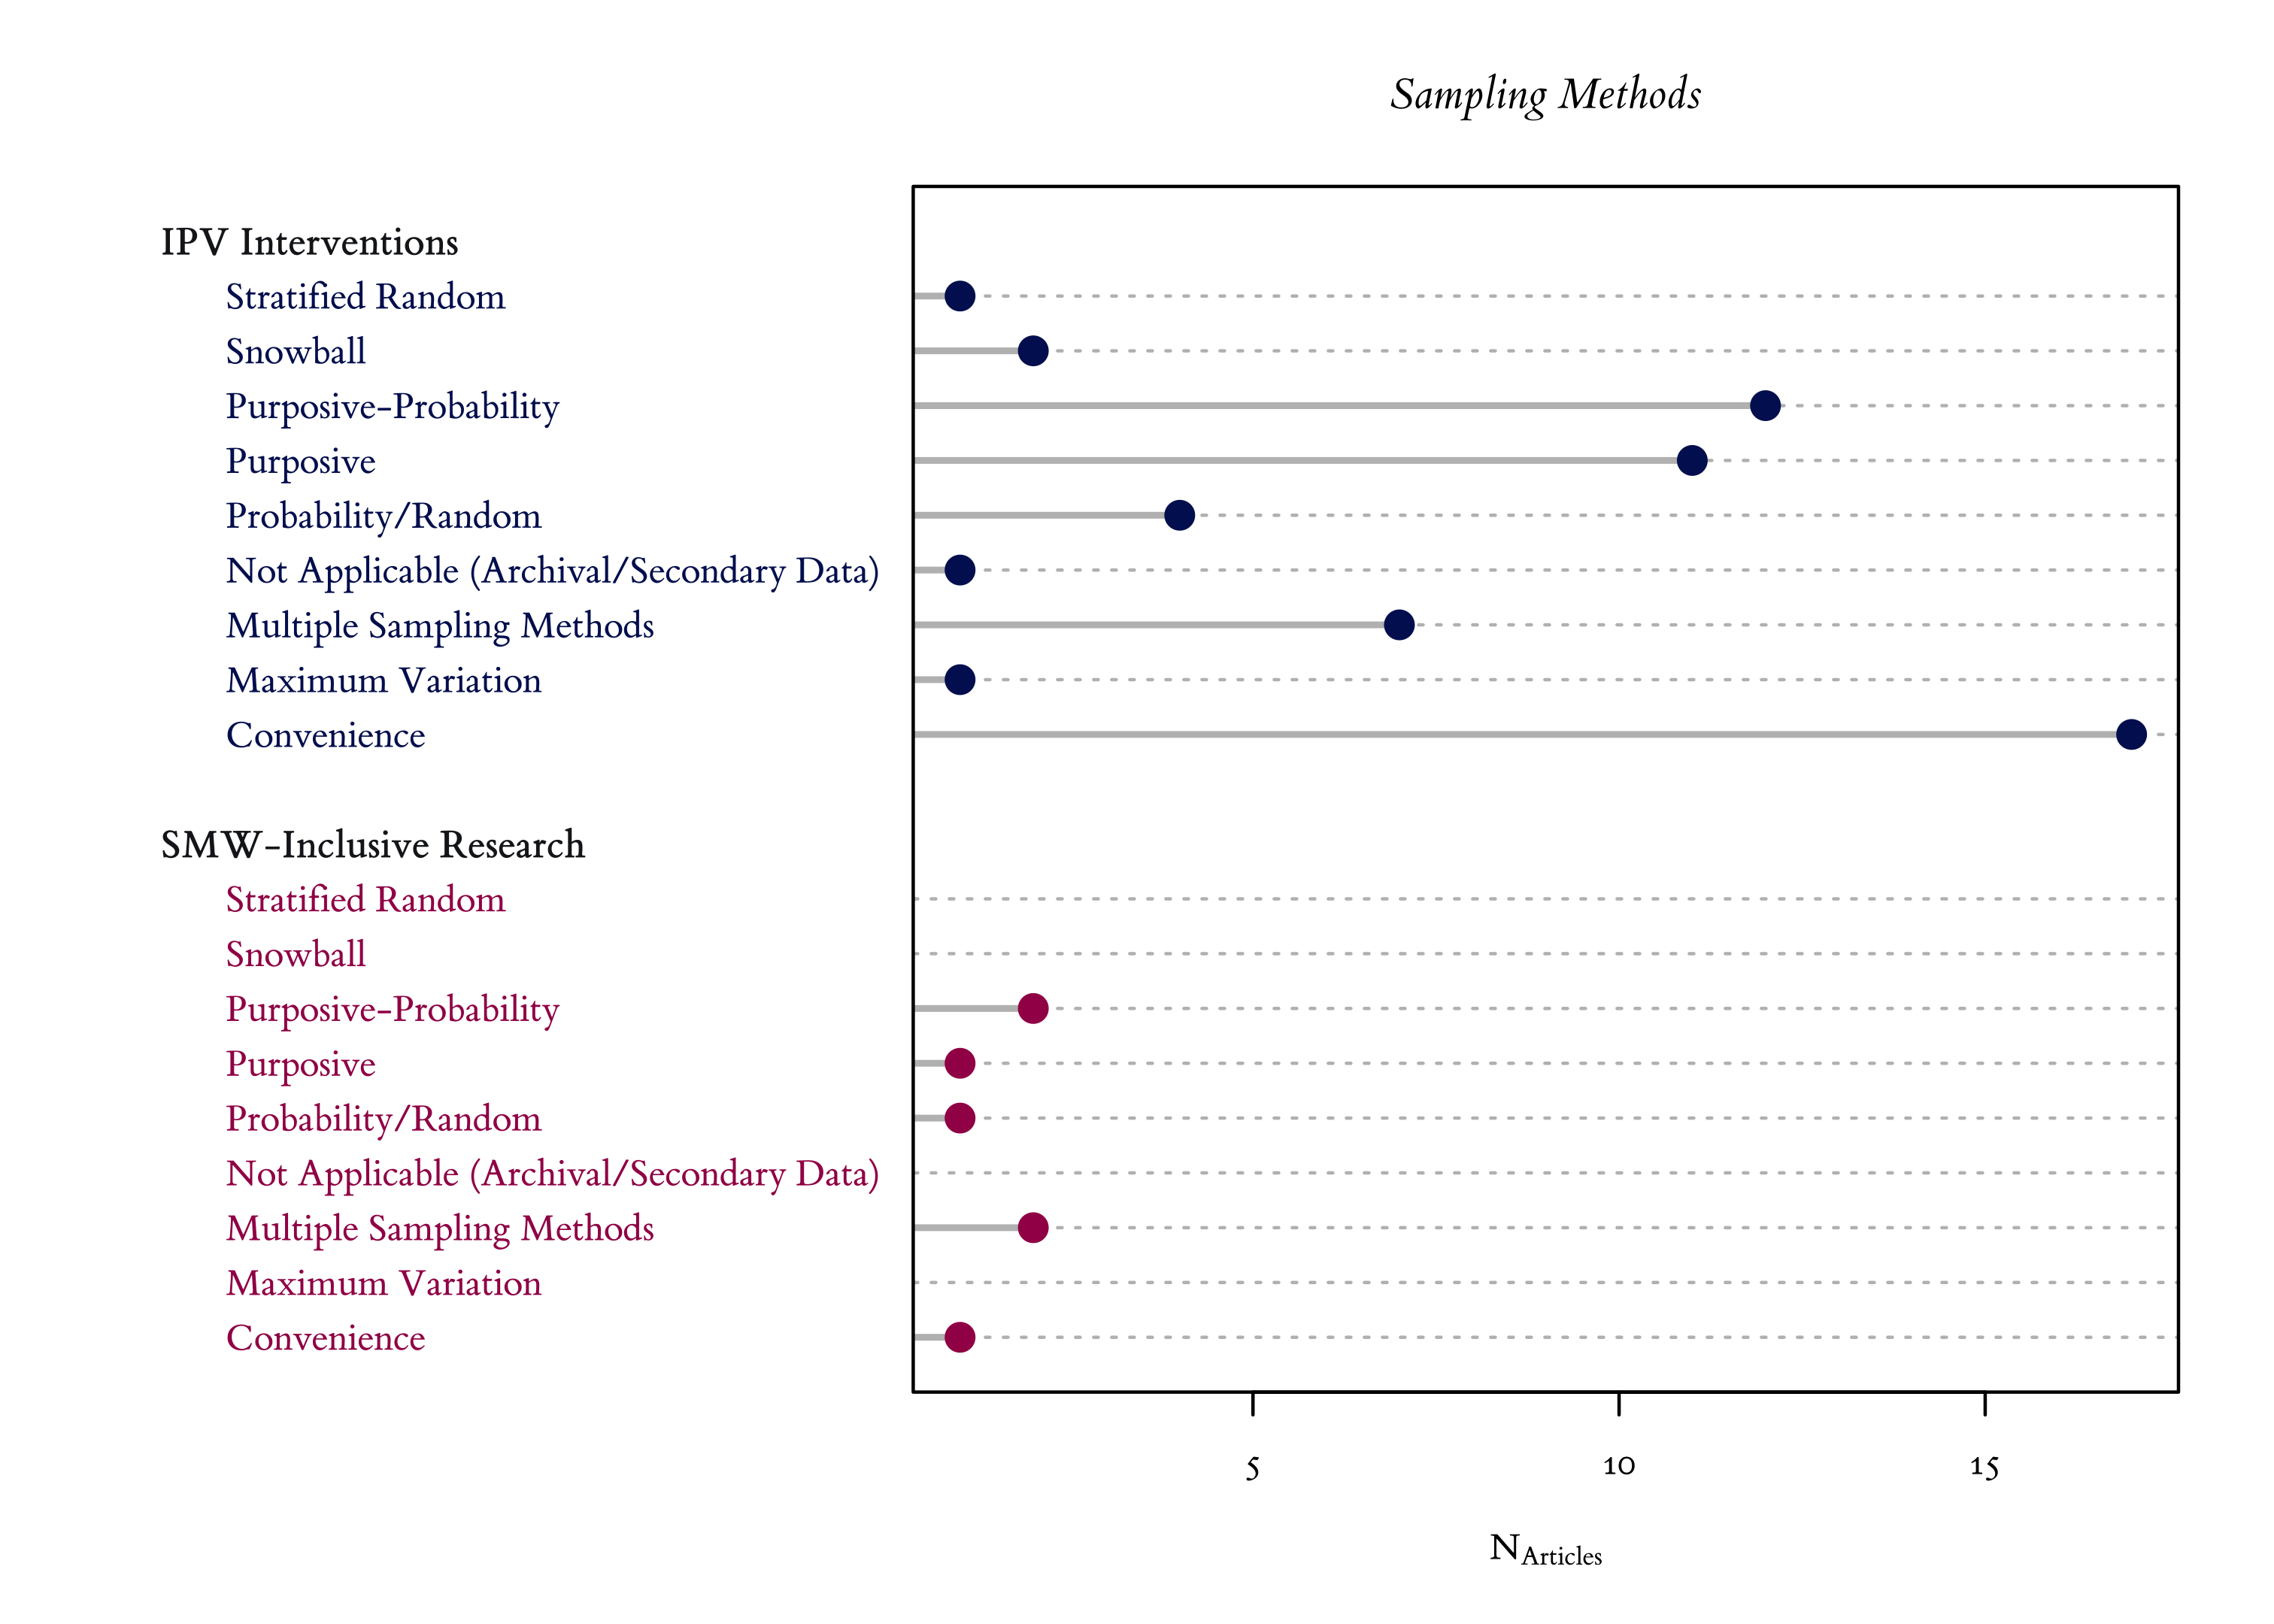 Sampling Methods
IPV Interventions
Stratified Random
Snowball
Purposive-Probability
Purposive
Probability/Random
Not Applicable (Archival/Secondary Data)
Multiple Sampling Methods
Maximum Variation
Convenience
SMW-Inclusive Research
Stratified Random
Snowball
Purposive-Probability
Purposive
Probability/Random
Not Applicable (Archival/Secondary Data)
Multiple Sampling Methods
Maximum Variation
Convenience
5 10 15
N Articles